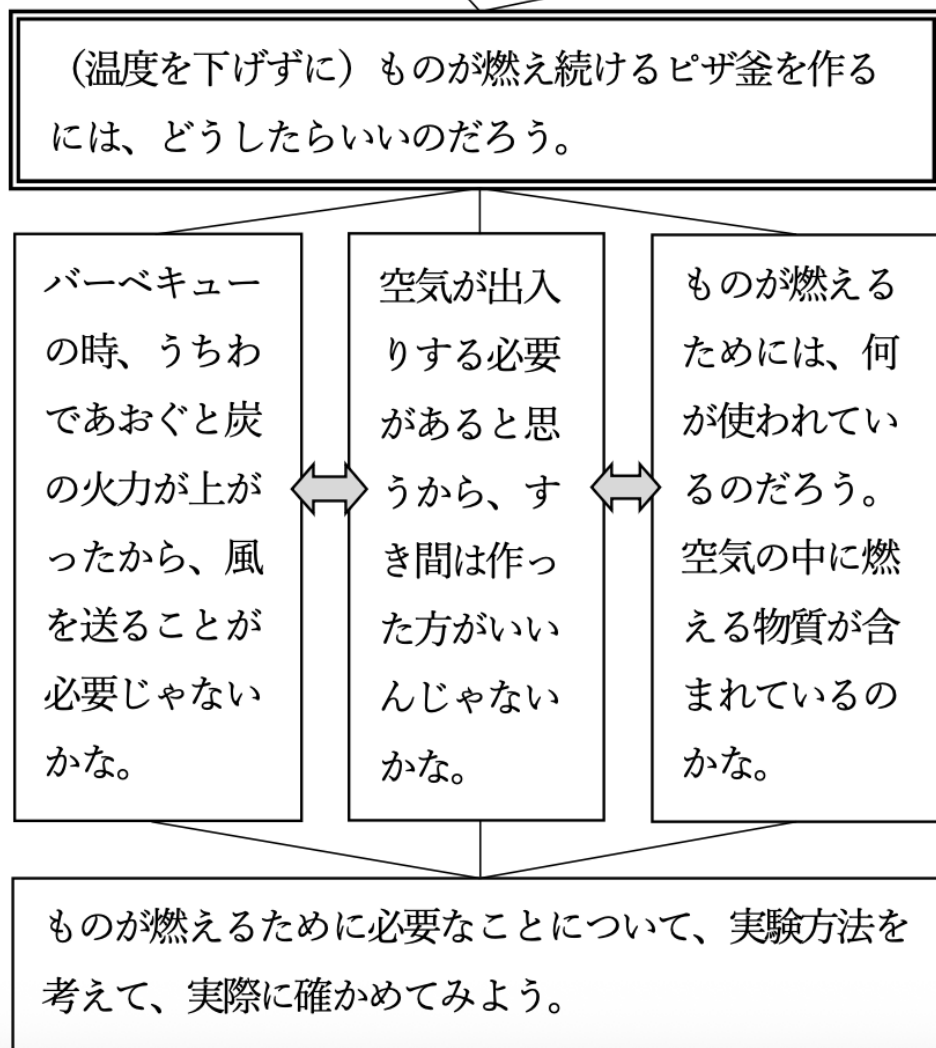 （温度を下げずに）ものが燃え続けるピザ釜を作る
には、どうしたらいいのだろう。
バーベキュー
の時、うちわ
であおぐと炭
の火力が上が
ったから、風
を送ることが
必要じゃない
かな。
空気が出入
りする必要
があると思
うから、す
き間は作っ
た方がいい
んじゃない
かな。
ものが燃える
ためには、何
が使われてい
るのだろう。
空気の中に燃
える物質が含
まれているの
かな。
ものが燃えるために必要なことについて、実験方法を
考えて、実際に確かめてみよう。